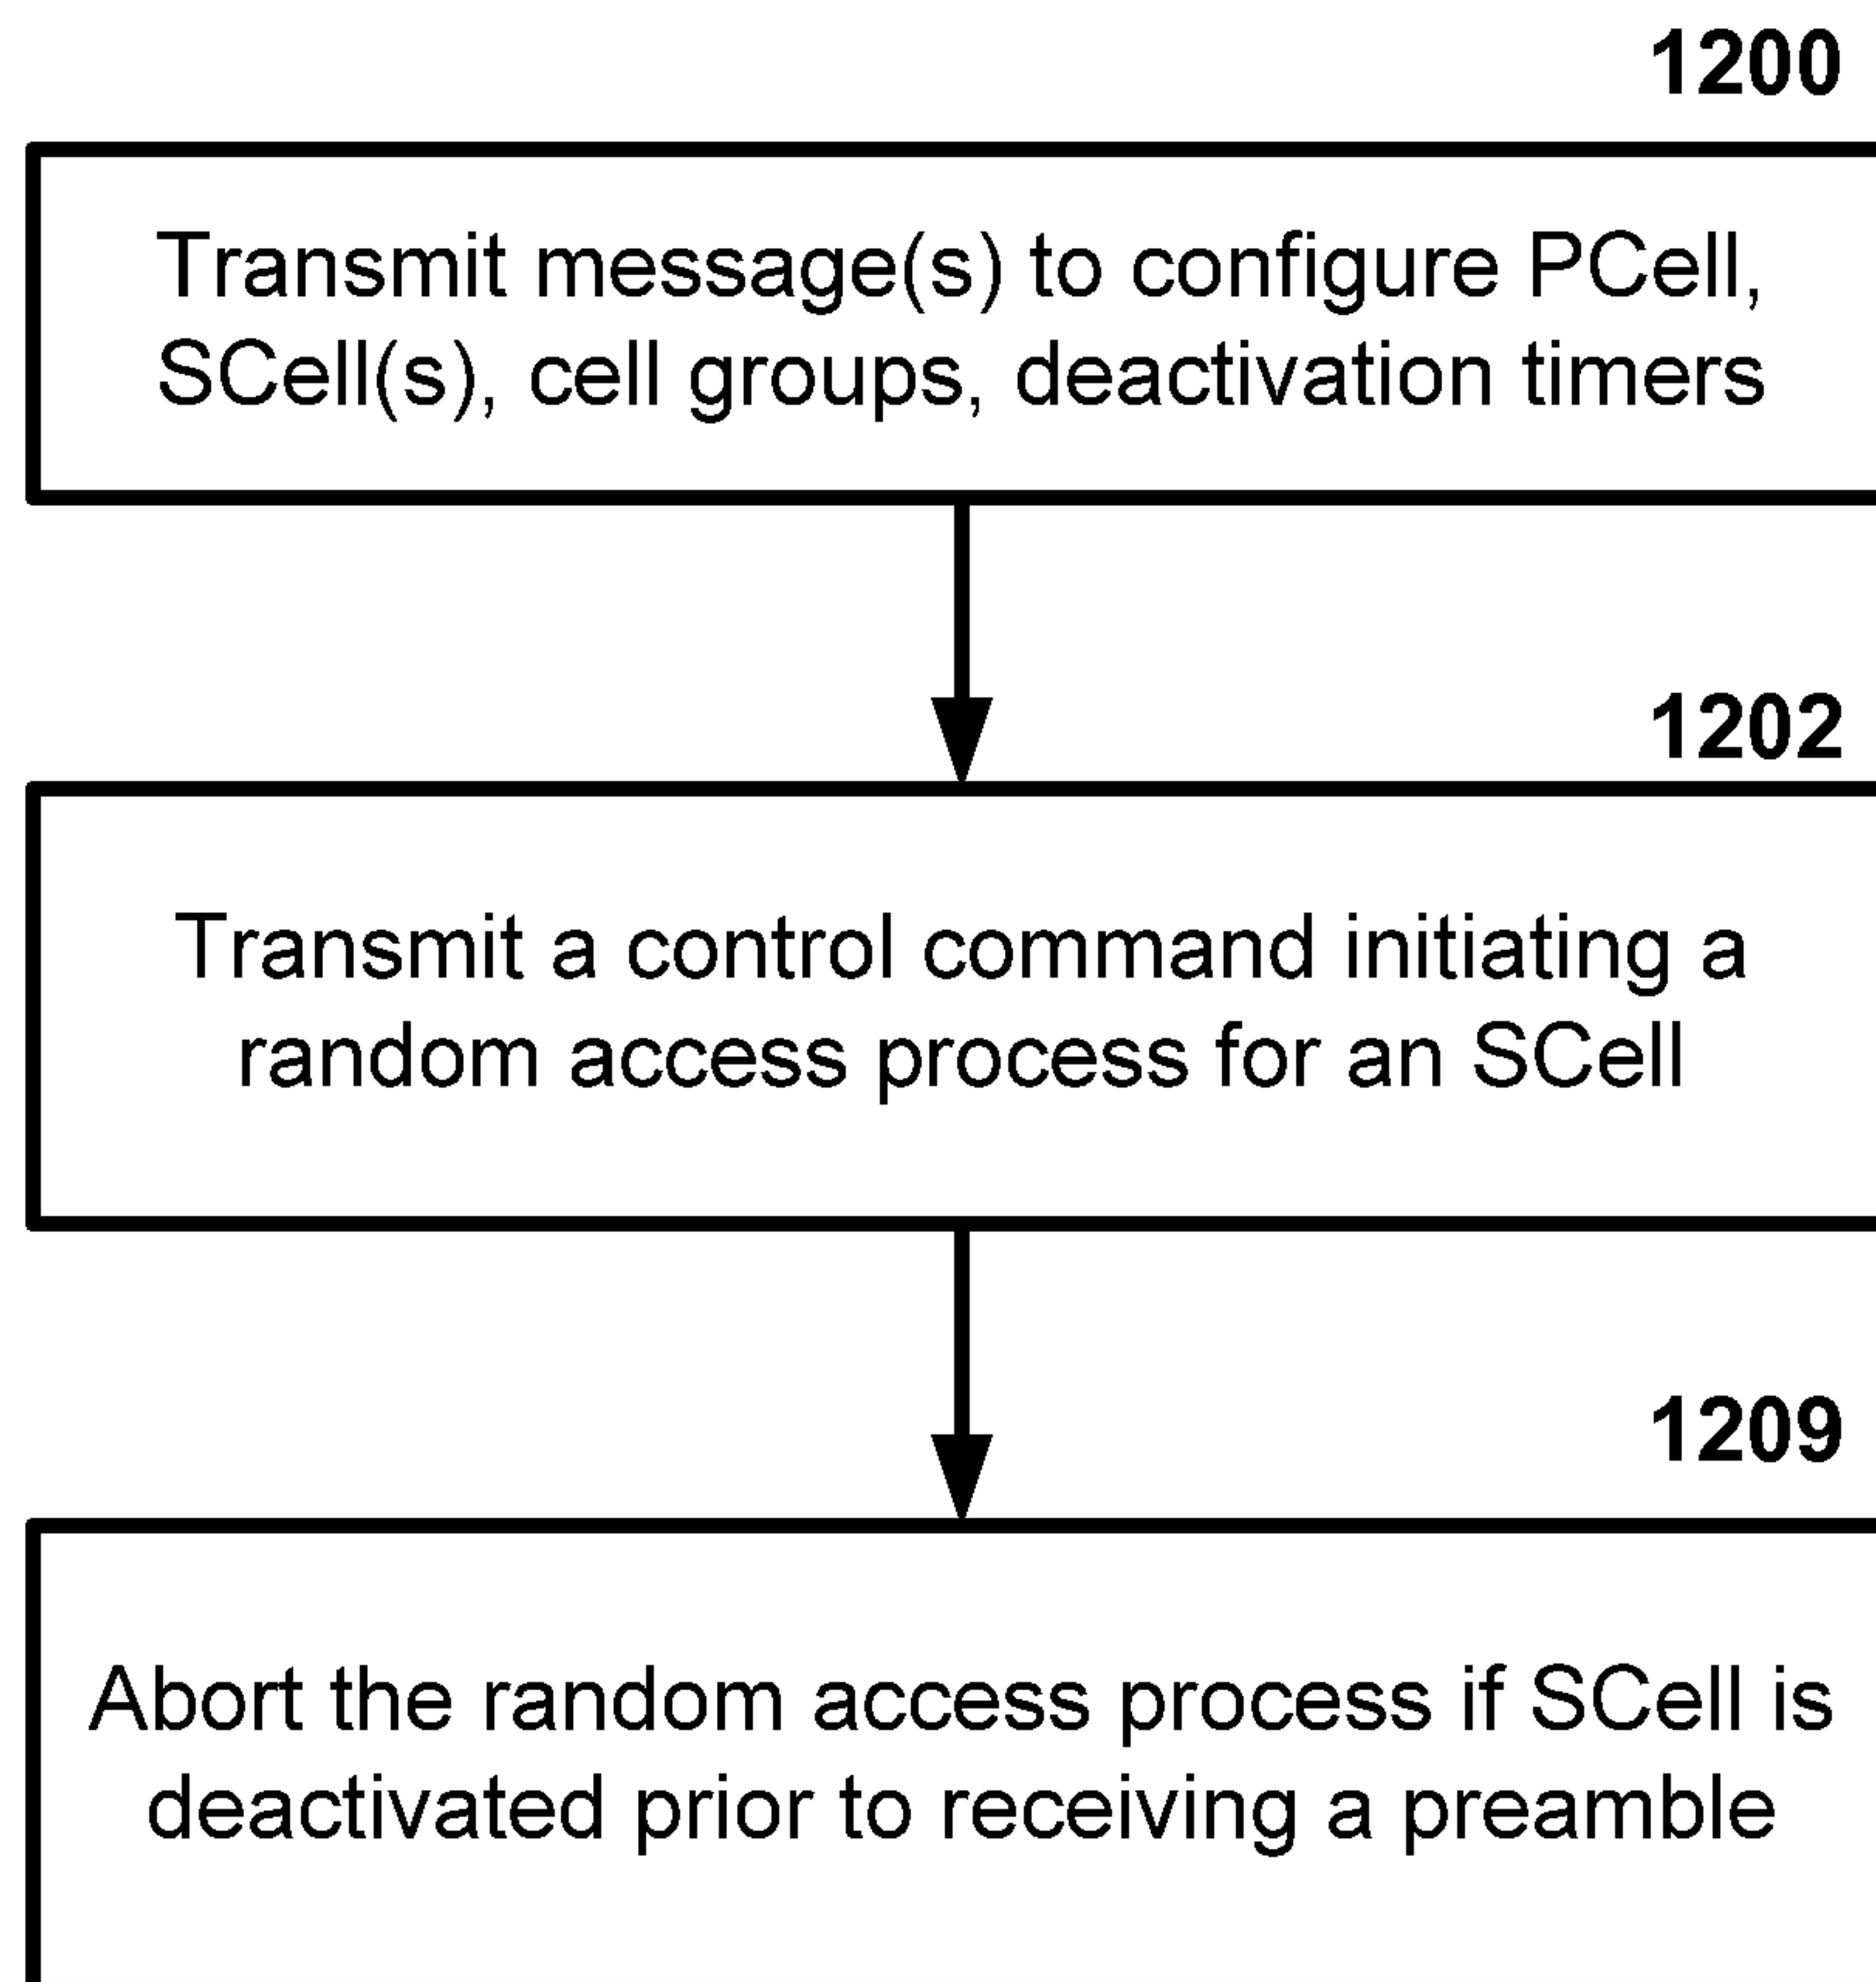 1200
Transmit message(s) to configure PCell,
SCell(s), cell groups, deactivation timers
1202
Transmit a control command initiating a
random access process for an SCell
1209
Abort the random access process if SCell is
deactivated prior to receiving a preamble